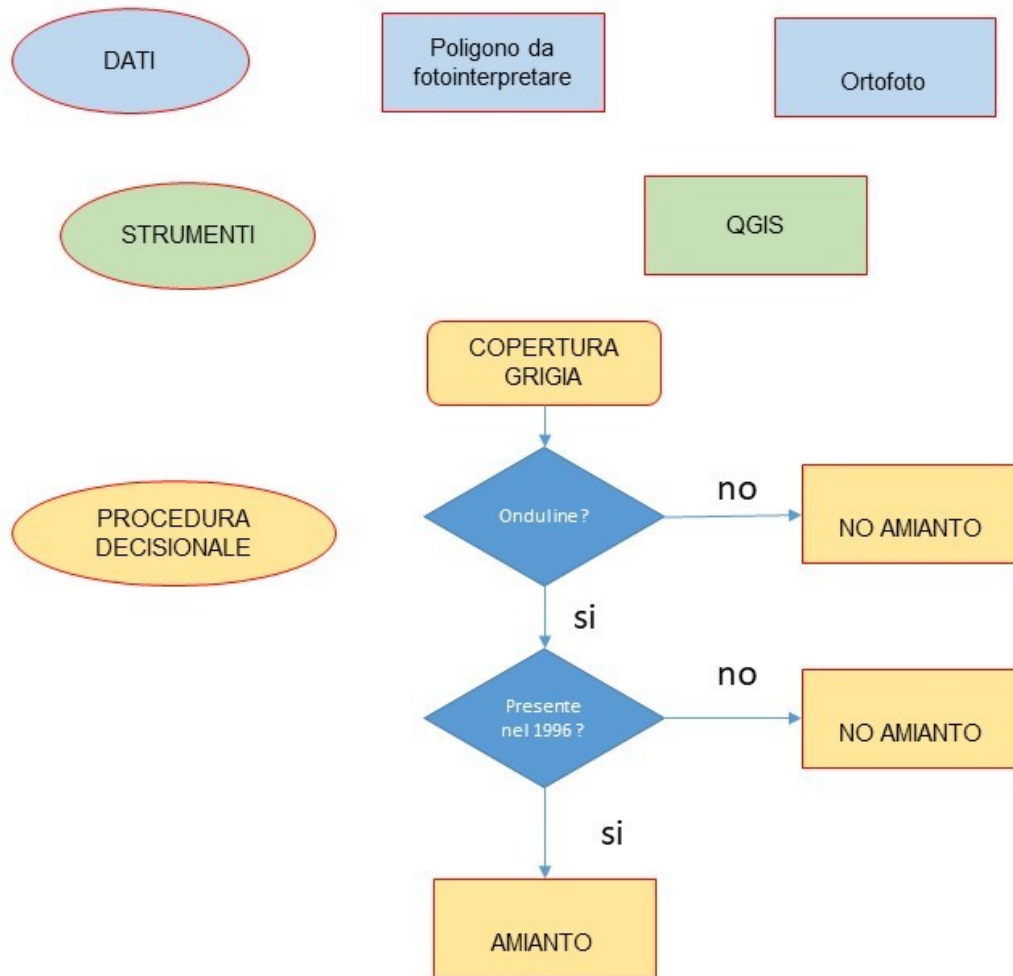 DATI
Poligono da
fotointerpretare
Ortofoto
STRUMENTI
QGIS
COPERTURA
GRIGIA
PROCEDURA
DECISIONALE
Onduline?
no
NO AMIANTO
si
Presente
nel 1996?
no
NO AMIANTO
si
AMIANTO